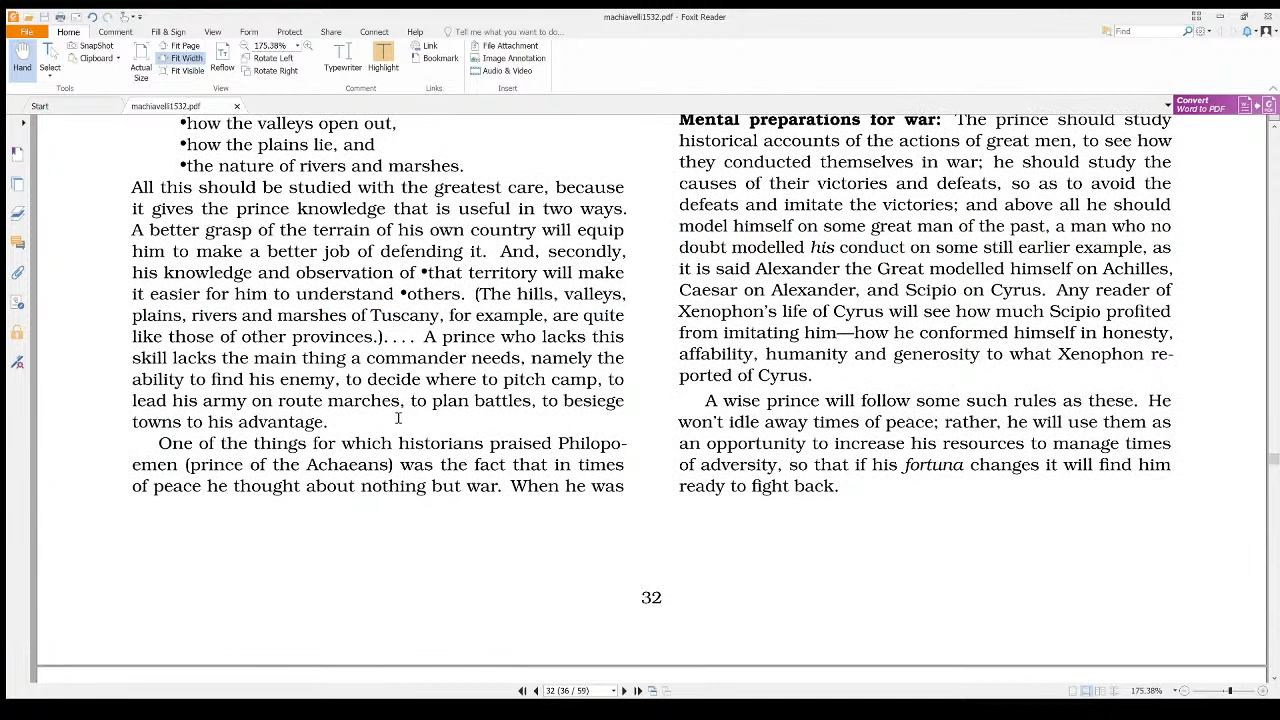 machiavelli1532.pdf - Foxit Reader
File Home Comment Fill & Sign View Form Protect Share Connect Help Tell me what you want to do... Find
Hand
Select
SnapShot
Clipboard
Tools
Actual Size
Fit Page
Fit Width
Fit Visible
Reflow
175.38%
Rotate Left
Rotate Right
View
Typewriter
Highlight
Comment
Link
Bookmark
Links
File Attachment
Image Annotation
Audio & Video
Insert
Start machiavelli1532.pdf
Convert
Word to PDF
•how the valleys open out,
•how the plains lie, and
•the nature of rivers and marshes.
All this should be studied with the greatest care, because
it gives the prince knowledge that is useful in two ways.
A better grasp of the terrain of his own country will equip
him to make a better job of defending it. And, secondly,
his knowledge and observation of •that territory will make
it easier for him to understand •others. (The hills, valleys,
plains, rivers and marshes of Tuscany, for example, are quite
like those of other provinces.). . . . A prince who lacks this
skill lacks the main thing a commander needs, namely the
ability to find his enemy, to decide where to pitch camp, to
lead his army on route marches, to plan battles, to besiege
towns to his advantage.
One of the things for which historians praised Philopo-
emen (prince of the Achaeans) was the fact that in times
of peace he thought about nothing but war. When he was
Mental preparations for war: The prince should study
historical accounts of the actions of great men, to see how
they conducted themselves in war; he should study the
causes of their victories and defeats, so as to avoid the
defeats and imitate the victories; and above all he should
model himself on some great man of the past, a man who no
doubt modelled his conduct on some still earlier example, as
it is said Alexander the Great modelled himself on Achilles,
Caesar on Alexander, and Scipio on Cyrus. Any reader of
Xenophon's life of Cyrus will see how much Scipio profited
from imitating him—how he conformed himself in honesty,
affability, humanity and generosity to what Xenophon re-
ported of Cyrus.
A wise prince will follow some such rules as these. He
won't idle away times of peace; rather, he will use them as
an opportunity to increase his resources to manage times
of adversity, so that if his fortuna changes it will find him
ready to fight back.
32
32 (36 / 59)
175.38%